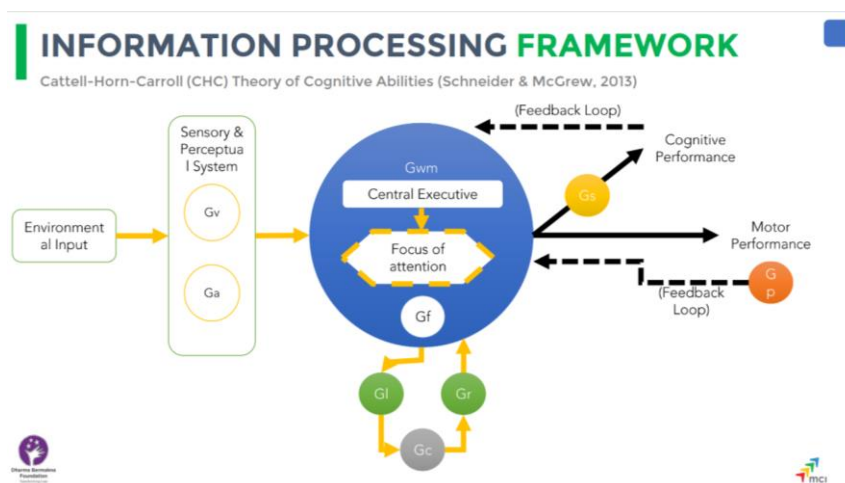 INFORMATION PROCESSING FRAMEWORK
Cattell-Horn-Carroll (CHC) Theory of Cognitive Abilities (Schneider & McGrew, 2013)
(Feedback Loop)
Sensory &
Perceptua
l System
Cognitive
Performance
Gwm
Central Executive
Gs
Gv
Environment
al Input
Motor
Performance
Focus of
attention
G
p
(Feedback
Loop)
Ga
Gf
Gl
Gr
Gc
Dharma Bermakna
Foundation
mci